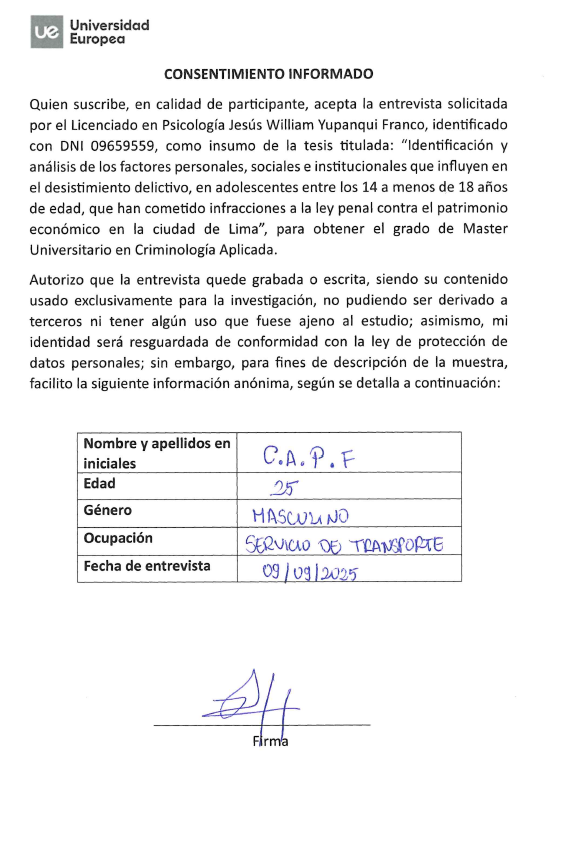 ue Universidad
Europea
CONSENTIMIENTO INFORMADO
Quien suscribe, en calidad de participante, acepta la entrevista solicitada
por el Licenciado en Psicología Jesús William Yupanqui Franco, identificado
con DNI 09659559, como insumo de la tesis titulada: “Identificación y
análisis de los factores personales, sociales e institucionales que influyen en
el desistimiento delictivo, en adolescentes entre los 14 a menos de 18 años
de edad, que han cometido infracciones a la ley penal contra el patrimonio
económico en la ciudad de Lima”, para obtener el grado de Master
Universitario en Criminología Aplicada.
Autorizo que la entrevista quede grabada o escrita, siendo su contenido
usado exclusivamente para la investigación, no pudiendo ser derivado a
terceros ni tener algún uso que fuese ajeno al estudio; asimismo, mi
identidad será resguardada de conformidad con la ley de protección de
datos personales; sin embargo, para fines de descripción de la muestra,
facilito la siguiente información anónima, según se detalla a continuación:
Nombre y apellidos en
iniciales C.A.P.F
Edad 25
Género MASCULINO
Ocupación SERVICIO DE TRANSPORTE
Fecha de entrevista 09/09/2025
Firma